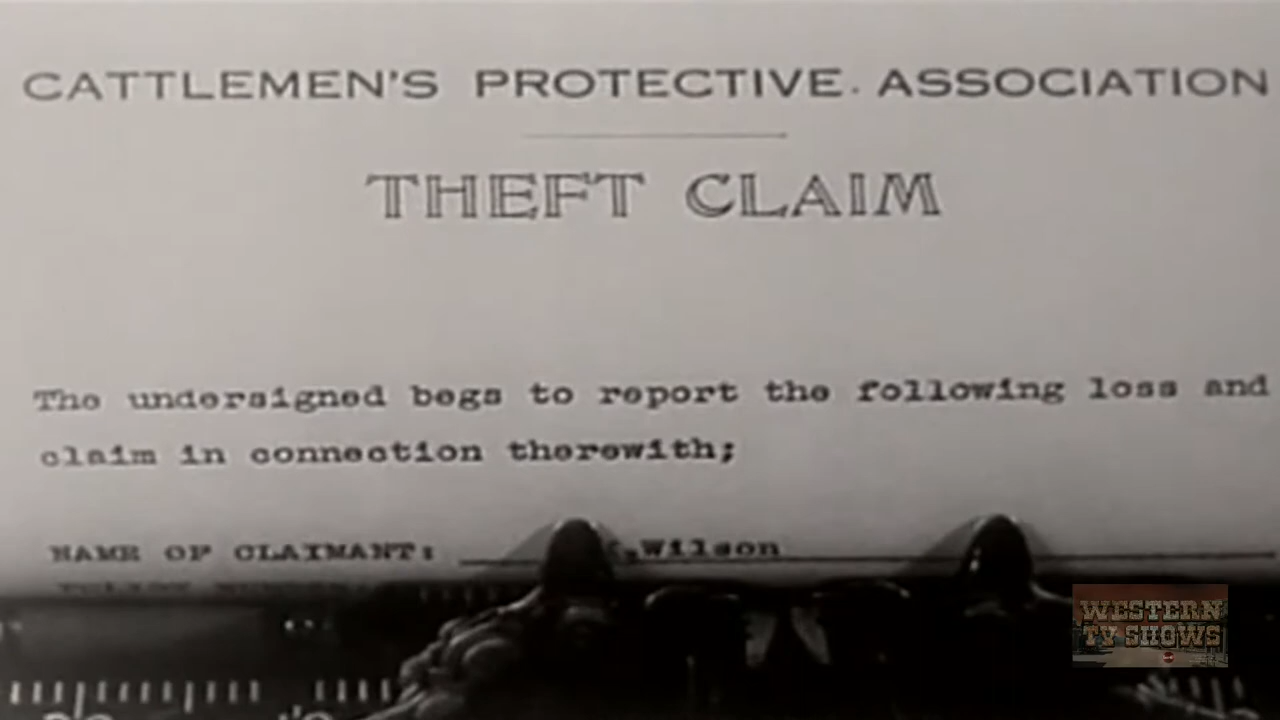 CATTLEMEN'S PROTECTIVE ASSOCIATION
THEFT CLAIM
The undersigned begs to report the following loss and
claim in connection therewith;
NAME OF CLAIMANT: Wilson
WESTERN
TV SHOWS